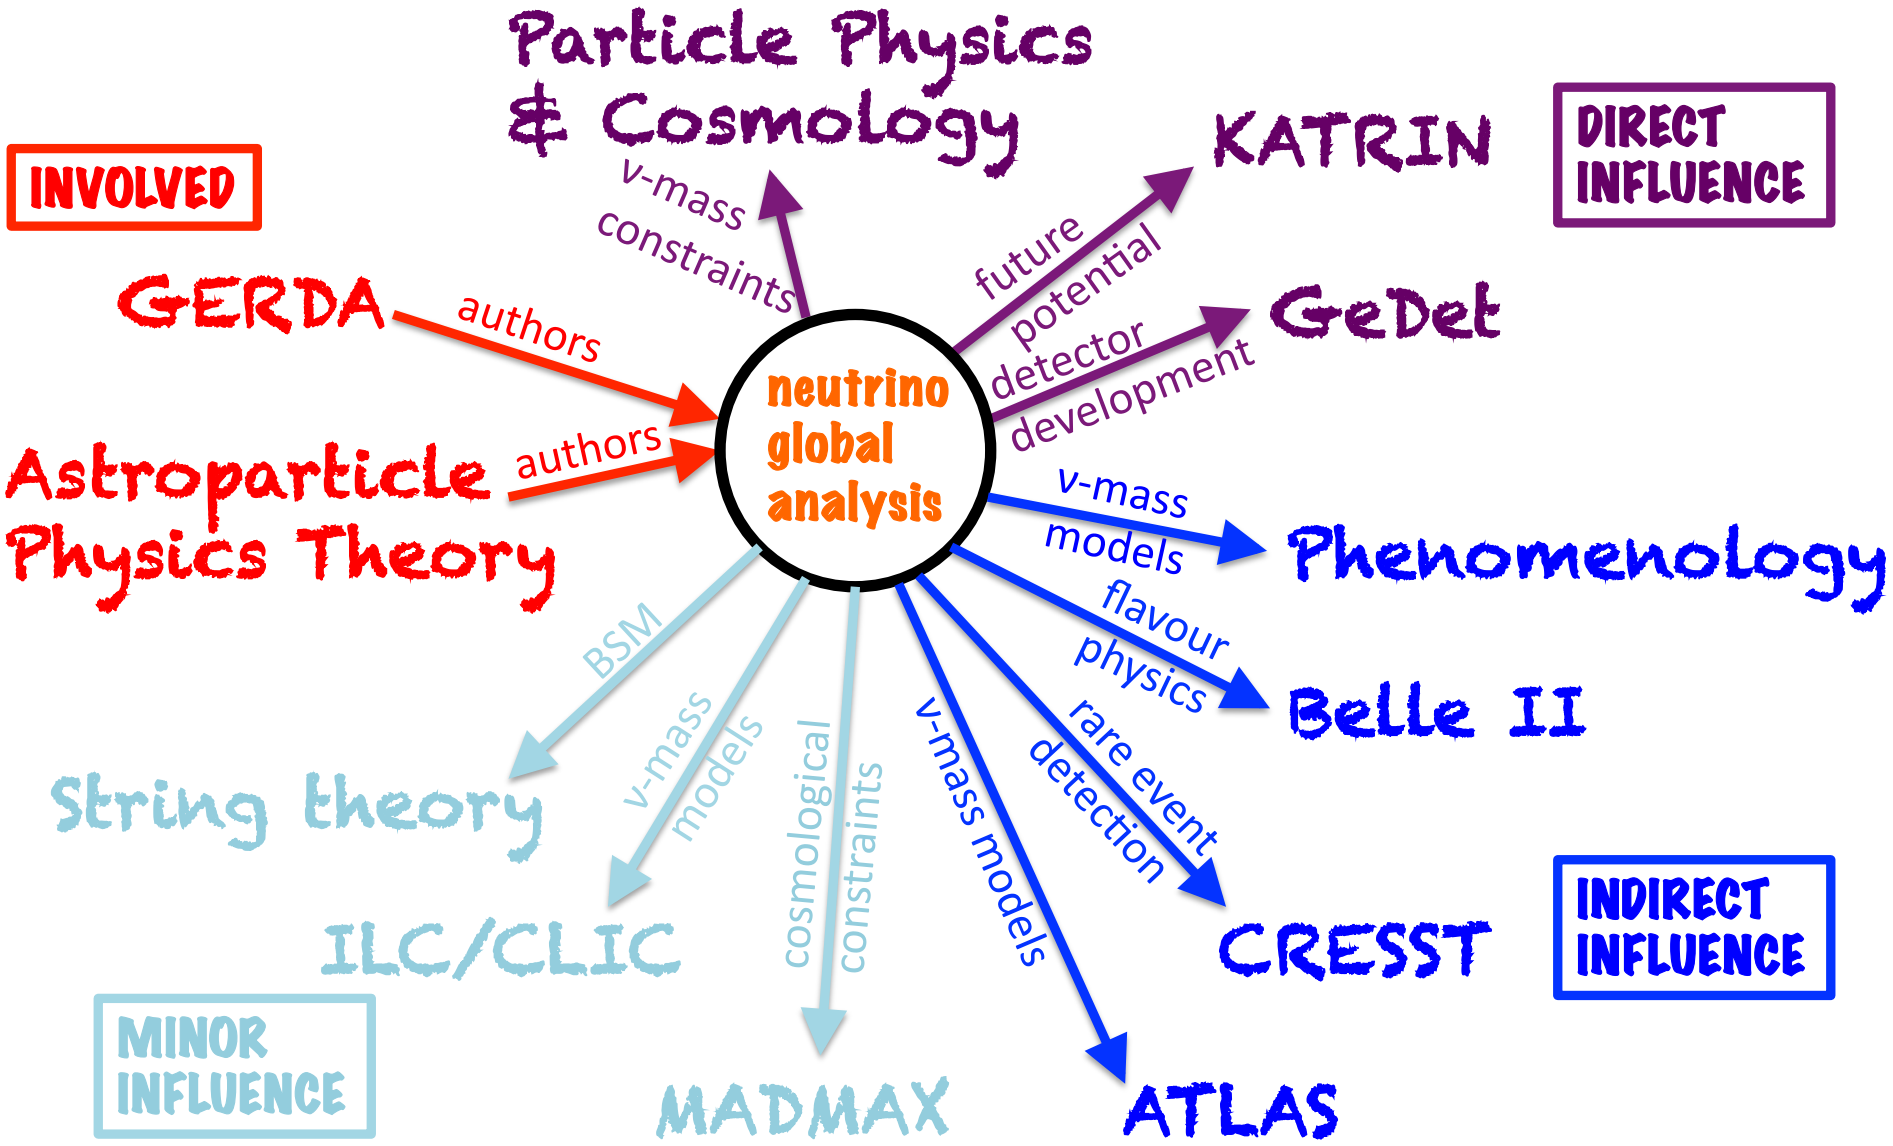 Particle Physics
& Cosmology
ν-mass
constraints
KATRIN
future
potential
DIRECT
INFLUENCE
INVOLVED
GERDA
authors
GeDet
detector
development
neutrino
global
analysis
Astroparticle
Physics Theory
authors
ν-mass
models
Phenomenology
flavour
physics
Belle II
BSM
String theory
ν-mass
models
ILC/CLIC
cosmological
constraints
MADMAX
ν-mass models
ATLAS
rare event
detection
CRESST
INDIRECT
INFLUENCE
MINOR
INFLUENCE